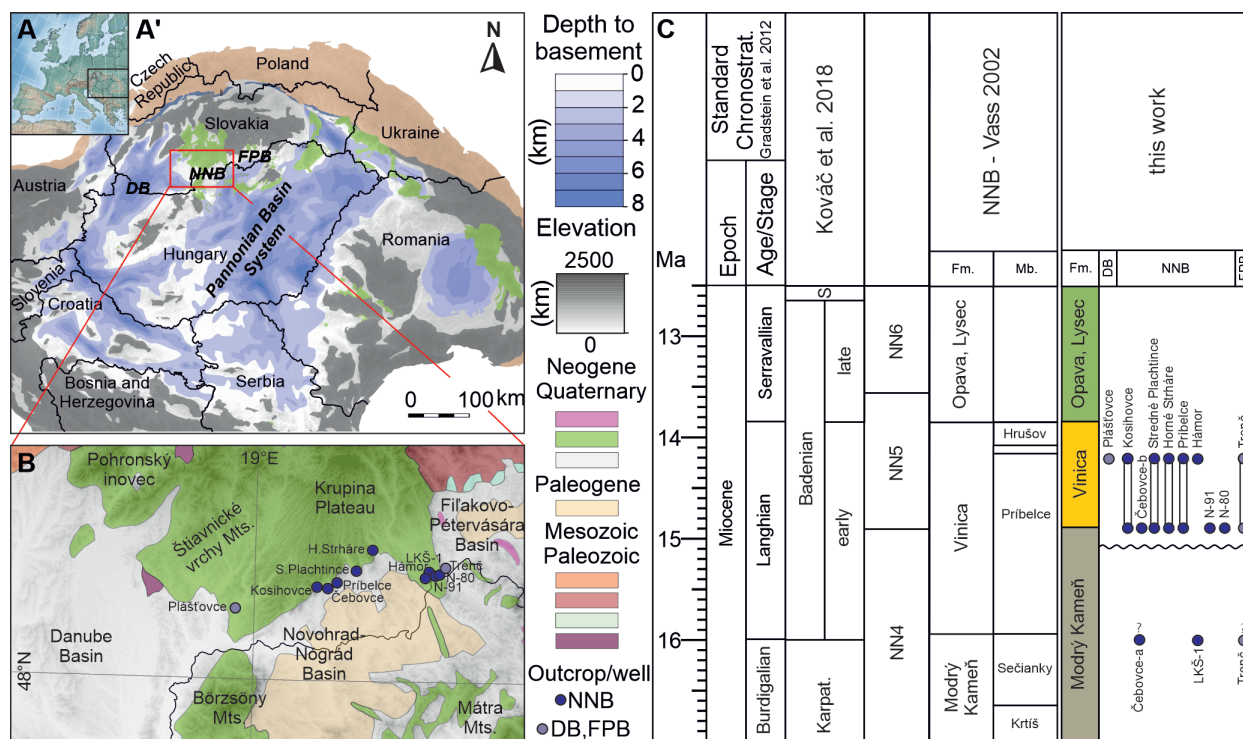 A
A'
N
Czech
Republic
Poland
Slovakia
Ukraine
FPB
NNB
DB
Austria
Hungary
Pannonian Basin
System
Romania
Slovenia
Croatia
Bosnia and
Herzegovina
Serbia
0 100 km
Depth to
basement
0
2
4
6
8
(km)
Elevation
2500
0
(km)
Neogene
Quaternary
Paleogene
Mesozoic
Paleozoic
Outcrop/well
NNB
DB,FPB
B
Pohronský
inovec
19°E
Krupina
Plateau
Štiavnické
vrchy Mts.
Fiľakovo-
Pétervására
Basin
H.Strháre
LKŠ-1
S.Plachtince
Hámor
Trenč
N-80
N-91
Príbelce
Kosihovce
Čebovce
Plášťovce
Danube
Basin
Novohrad-
Nográd
Basin
48°N
Börzsöny
Mts.
Mátra
Mts.
C
Standard
Chronostrat.
Gradstein et al. 2012
Kováč et al. 2018
NNB - Vass 2002
this work
Ma
Epoch
Age/Stage
Fm.
Mb.
Fm.
DB
NNB
FPB
13
14
15
16
Miocene
Serravallian
Langhian
Burdigalian
S
Badenian
late
early
Karpat.
NN6
NN5
NN4
Opava, Lysec
Vinica
Modrý
Kameň
Hrušov
Príbelce
Sečianky
Krtíš
Opava, Lysec
Vinica
Modrý Kameň
Plášťovce
Kosihovce
Čebovce-b
Stredné Plachtince
Horné Strháre
Príbelce
Hámor
N-91
N-80
Trenč
Čebovce-a ?
LKŠ-1
Trenč